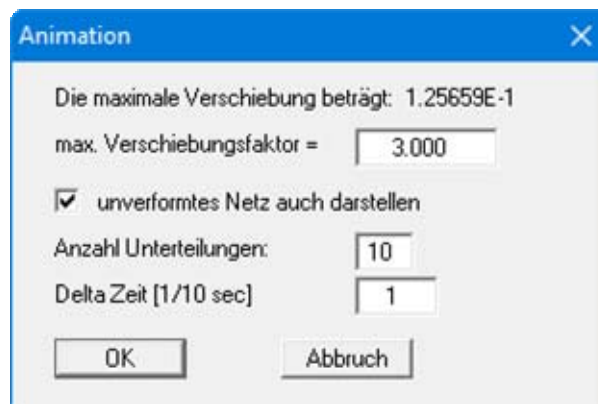 Animation
Die maximale Verschiebung beträgt: 1.25659E-1
max. Verschiebungsfaktor = 3.000
unverformtes Netz auch darstellen
Anzahl Unterteilungen: 10
Delta Zeit [1/10 sec] 1
OK Abbruch